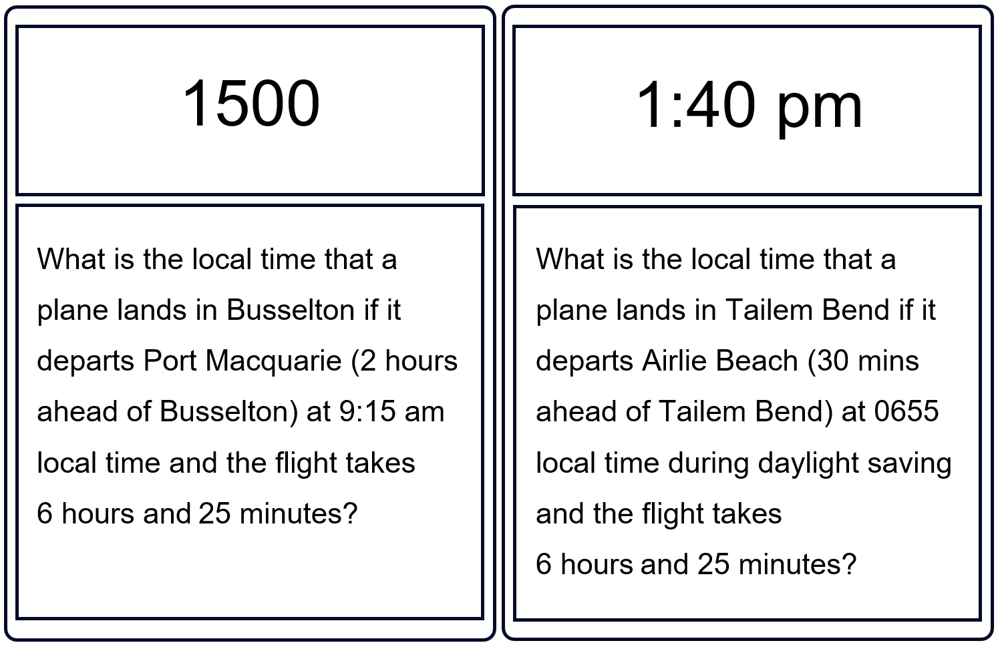 1500
What is the local time that a
plane lands in Busselton if it
departs Port Macquarie (2 hours
ahead of Busselton) at 9:15 am
local time and the flight takes
6 hours and 25 minutes?
1:40 pm
What is the local time that a
plane lands in Tailem Bend if it
departs Airlie Beach (30 mins
ahead of Tailem Bend) at 0655
local time during daylight saving
and the flight takes
6 hours and 25 minutes?